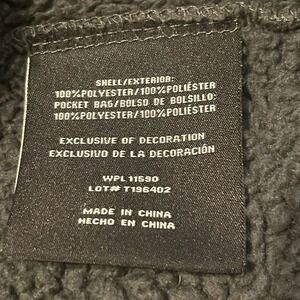 SHELL/EXTERIOR:
100%POLYESTER/100%POLIÉSTER
POCKET BAG/BOLSO DE BOLSILLO:
100%POLYESTER/100%POLIÉSTER
EXCLUSIVE OF DECORATION
EXCLUSIVO DE LA DECORACIÓN
WPL 11590
LOT# T196402
MADE IN CHINA
HECHO EN CHINA